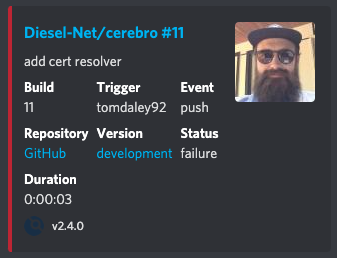 Diesel-Net/cerebro #11
add cert resolver
Build Trigger Event
11 tomdaley92 push
Repository Version Status
GitHub development failure
Duration
0:00:03
v2.4.0